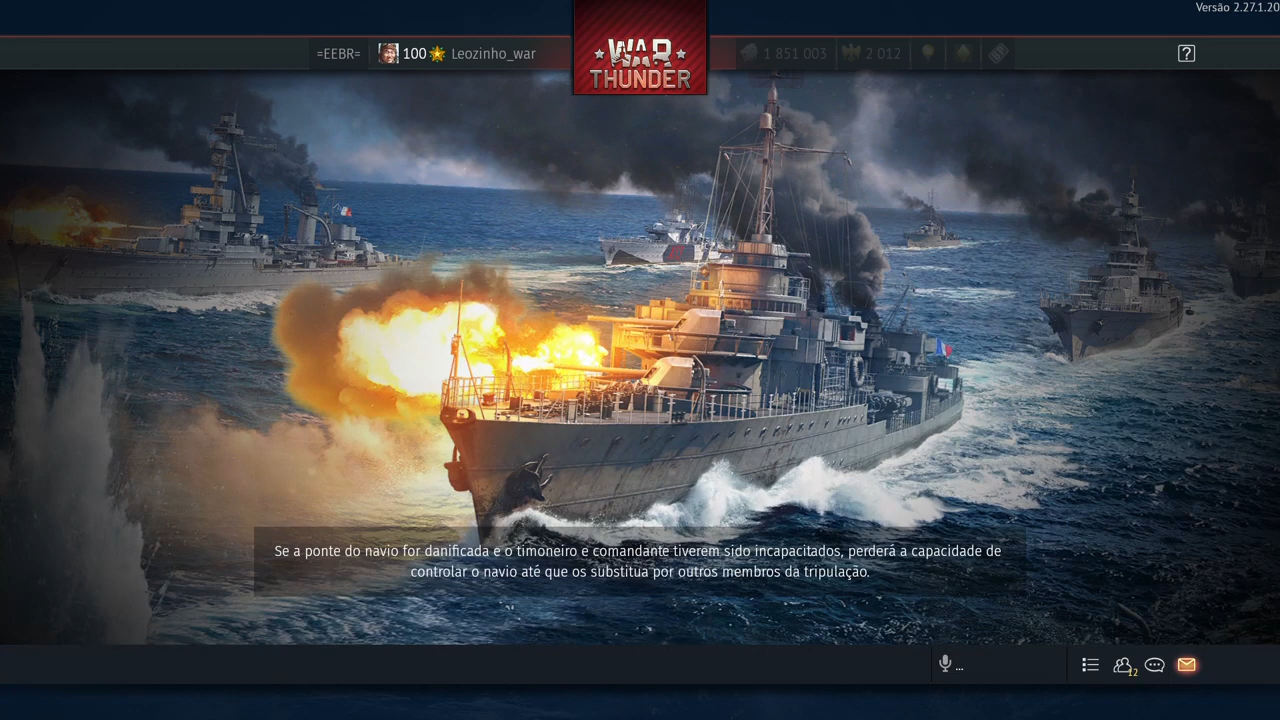 Versão 2.27.1.20
=EEBR= 100 Leozinho_war
WAR
THUNDER
1 851 003 2 012
?
Se a ponte do navio for danificada e o timoneiro e comandante tiverem sido incapacitados, perderá a capacidade de
controlar o navio até que os substitua por outros membros da tripulação.
...
12